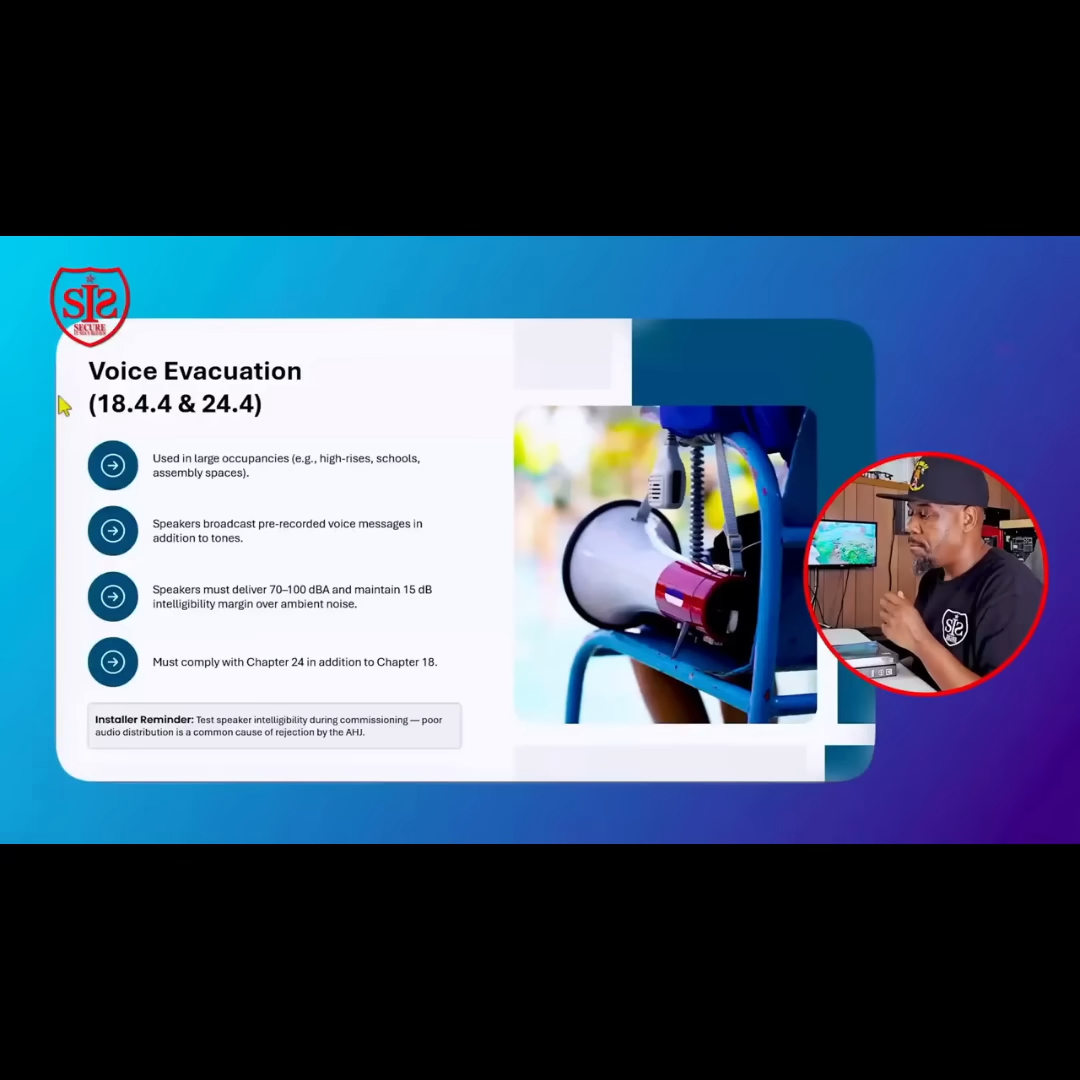 SIS
SECURE
Voice Evacuation
(18.4.4 & 24.4)
Used in large occupancies (e.g., high-rises, schools,
assembly spaces).
Speakers broadcast pre-recorded voice messages in
addition to tones.
Speakers must deliver 70–100 dBA and maintain 15 dB
intelligibility margin over ambient noise.
Must comply with Chapter 24 in addition to Chapter 18.
Installer Reminder: Test speaker intelligibility during commissioning — poor
audio distribution is a common cause of rejection by the AHJ.
SIS